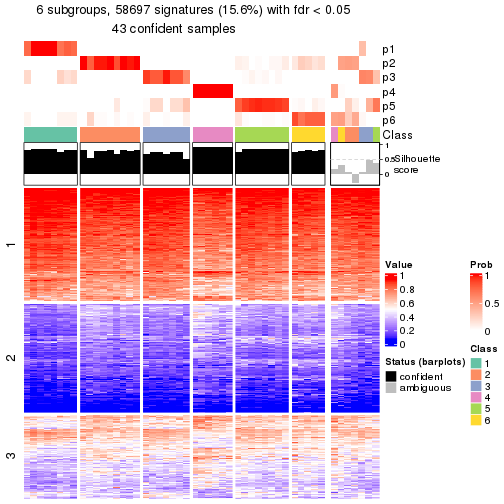 6 subgroups, 58697 signatures (15.6%) with fdr < 0.05
43 confident samples
p1
p2
p3
p4
p5
p6
Class
1
0.5
0
Silhouette
score
1
2
3
Value
1
0.8
0.6
0.4
0.2
0
Prob
1
0.5
0
Status (barplots)
confident
ambiguous
Class
1
2
3
4
5
6